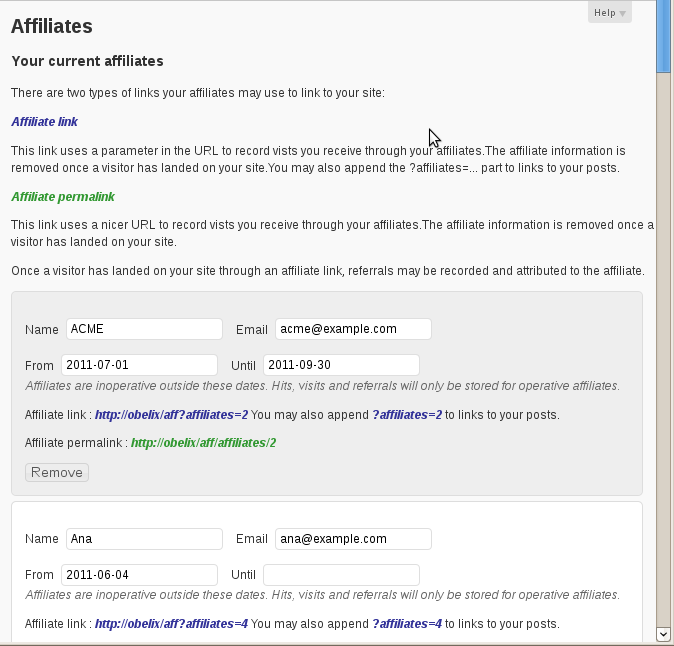 Help
Affiliates
Your current affiliates
There are two types of links your affiliates may use to link to your site:
Affiliate link
This link uses a parameter in the URL to record vists you receive through your affiliates.The affiliate information is
removed once a visitor has landed on your site.You may also append the ?affiliates=... part to links to your posts.
Affiliate permalink
This link uses a nicer URL to record vists you receive through your affiliates.The affiliate information is removed once a
visitor has landed on your site.
Once a visitor has landed on your site through an affiliate link, referrals may be recorded and attributed to the affiliate.
Name ACME Email acme@example.com
From 2011-07-01 Until 2011-09-30
Affiliates are inoperative outside these dates. Hits, visits and referrals will only be stored for operative affiliates.
Affiliate link : http://obelix/aff?affiliates=2 You may also append ?affiliates=2 to links to your posts.
Affiliate permalink : http://obelix/aff/affiliates/2
Remove
Name Ana Email ana@example.com
From 2011-06-04 Until
Affiliates are inoperative outside these dates. Hits, visits and referrals will only be stored for operative affiliates.
Affiliate link : http://obelix/aff?affiliates=4 You may also append ?affiliates=4 to links to your posts.